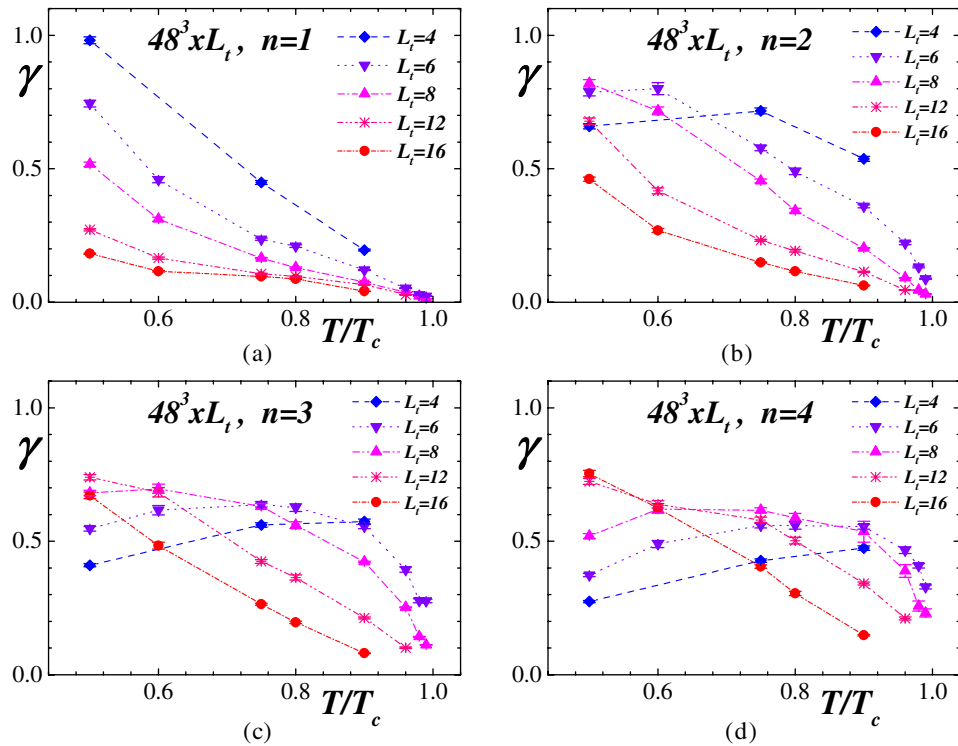 48³xLₜ, n=1
γ
1.0
0.5
0.0
0.6
0.8
1.0
T/T_c
Lₜ=4
Lₜ=6
Lₜ=8
Lₜ=12
Lₜ=16
(a)
48³xLₜ, n=2
γ
1.0
0.5
0.0
0.6
0.8
1.0
T/T_c
Lₜ=4
Lₜ=6
Lₜ=8
Lₜ=12
Lₜ=16
(b)
48³xLₜ, n=3
γ
1.0
0.5
0.0
0.6
0.8
1.0
T/T_c
Lₜ=4
Lₜ=6
Lₜ=8
Lₜ=12
Lₜ=16
(c)
48³xLₜ, n=4
γ
1.0
0.5
0.0
0.6
0.8
1.0
T/T_c
Lₜ=4
Lₜ=6
Lₜ=8
Lₜ=12
Lₜ=16
(d)